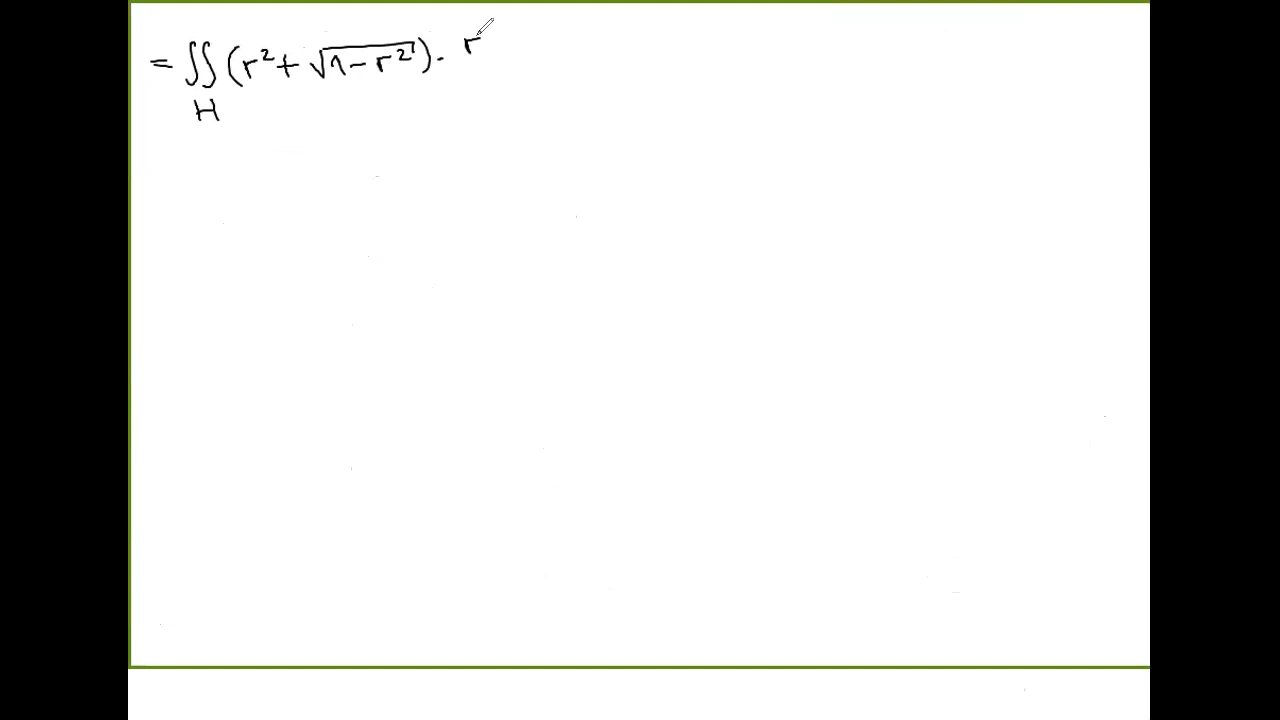 = ∬ (r² + √(1 − r²)) · r
H